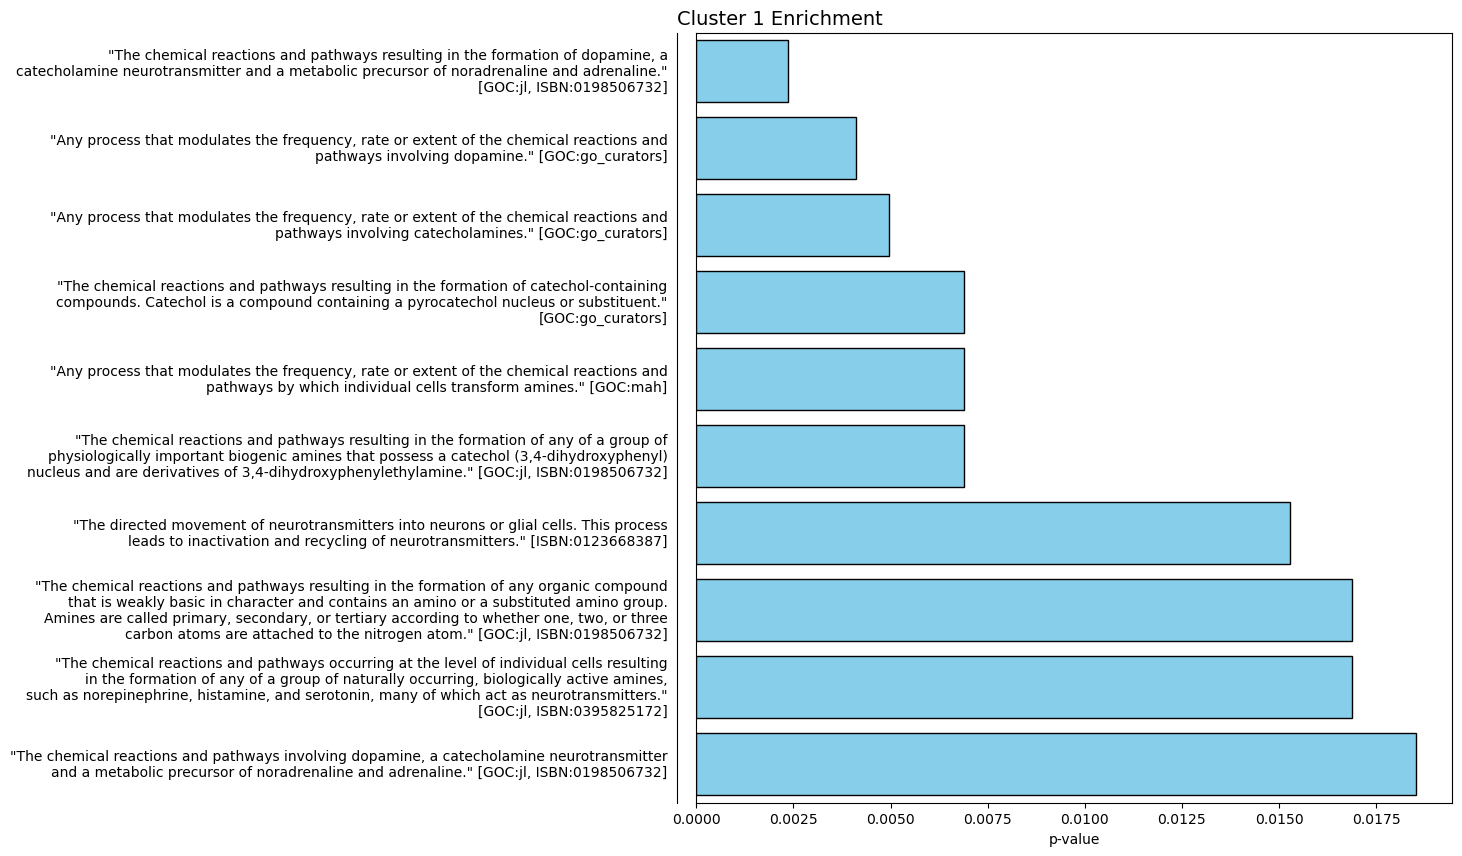 Cluster 1 Enrichment
"The chemical reactions and pathways resulting in the formation of dopamine, a
catecholamine neurotransmitter and a metabolic precursor of noradrenaline and adrenaline."
[GOC:jl, ISBN:0198506732]
"Any process that modulates the frequency, rate or extent of the chemical reactions and
pathways involving dopamine." [GOC:go_curators]
"Any process that modulates the frequency, rate or extent of the chemical reactions and
pathways involving catecholamines." [GOC:go_curators]
"The chemical reactions and pathways resulting in the formation of catechol-containing
compounds. Catechol is a compound containing a pyrocatechol nucleus or substituent."
[GOC:go_curators]
"Any process that modulates the frequency, rate or extent of the chemical reactions and
pathways by which individual cells transform amines." [GOC:mah]
"The chemical reactions and pathways resulting in the formation of any of a group of
physiologically important biogenic amines that possess a catechol (3,4-dihydroxyphenyl)
nucleus and are derivatives of 3,4-dihydroxyphenylethylamine." [GOC:jl, ISBN:0198506732]
"The directed movement of neurotransmitters into neurons or glial cells. This process
leads to inactivation and recycling of neurotransmitters." [ISBN:0123668387]
"The chemical reactions and pathways resulting in the formation of any organic compound
that is weakly basic in character and contains an amino or a substituted amino group.
Amines are called primary, secondary, or tertiary according to whether one, two, or three
carbon atoms are attached to the nitrogen atom." [GOC:jl, ISBN:0198506732]
"The chemical reactions and pathways occurring at the level of individual cells resulting
in the formation of any of a group of naturally occurring, biologically active amines,
such as norepinephrine, histamine, and serotonin, many of which act as neurotransmitters."
[GOC:jl, ISBN:0395825172]
"The chemical reactions and pathways involving dopamine, a catecholamine neurotransmitter
and a metabolic precursor of noradrenaline and adrenaline." [GOC:jl, ISBN:0198506732]
0.0000 0.0025 0.0050 0.0075 0.0100 0.0125 0.0150 0.0175
p-value